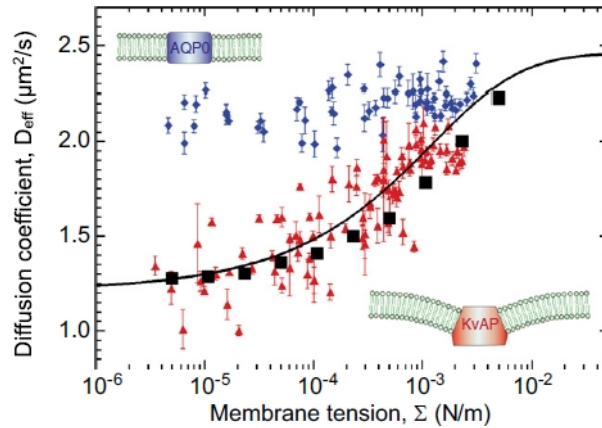 AQP0
2.5
2.0
1.5
1.0
Diffusion coefficient, D_eff (μm²/s)
KvAP
10⁻⁶ 10⁻⁵ 10⁻⁴ 10⁻³ 10⁻²
Membrane tension, Σ (N/m)